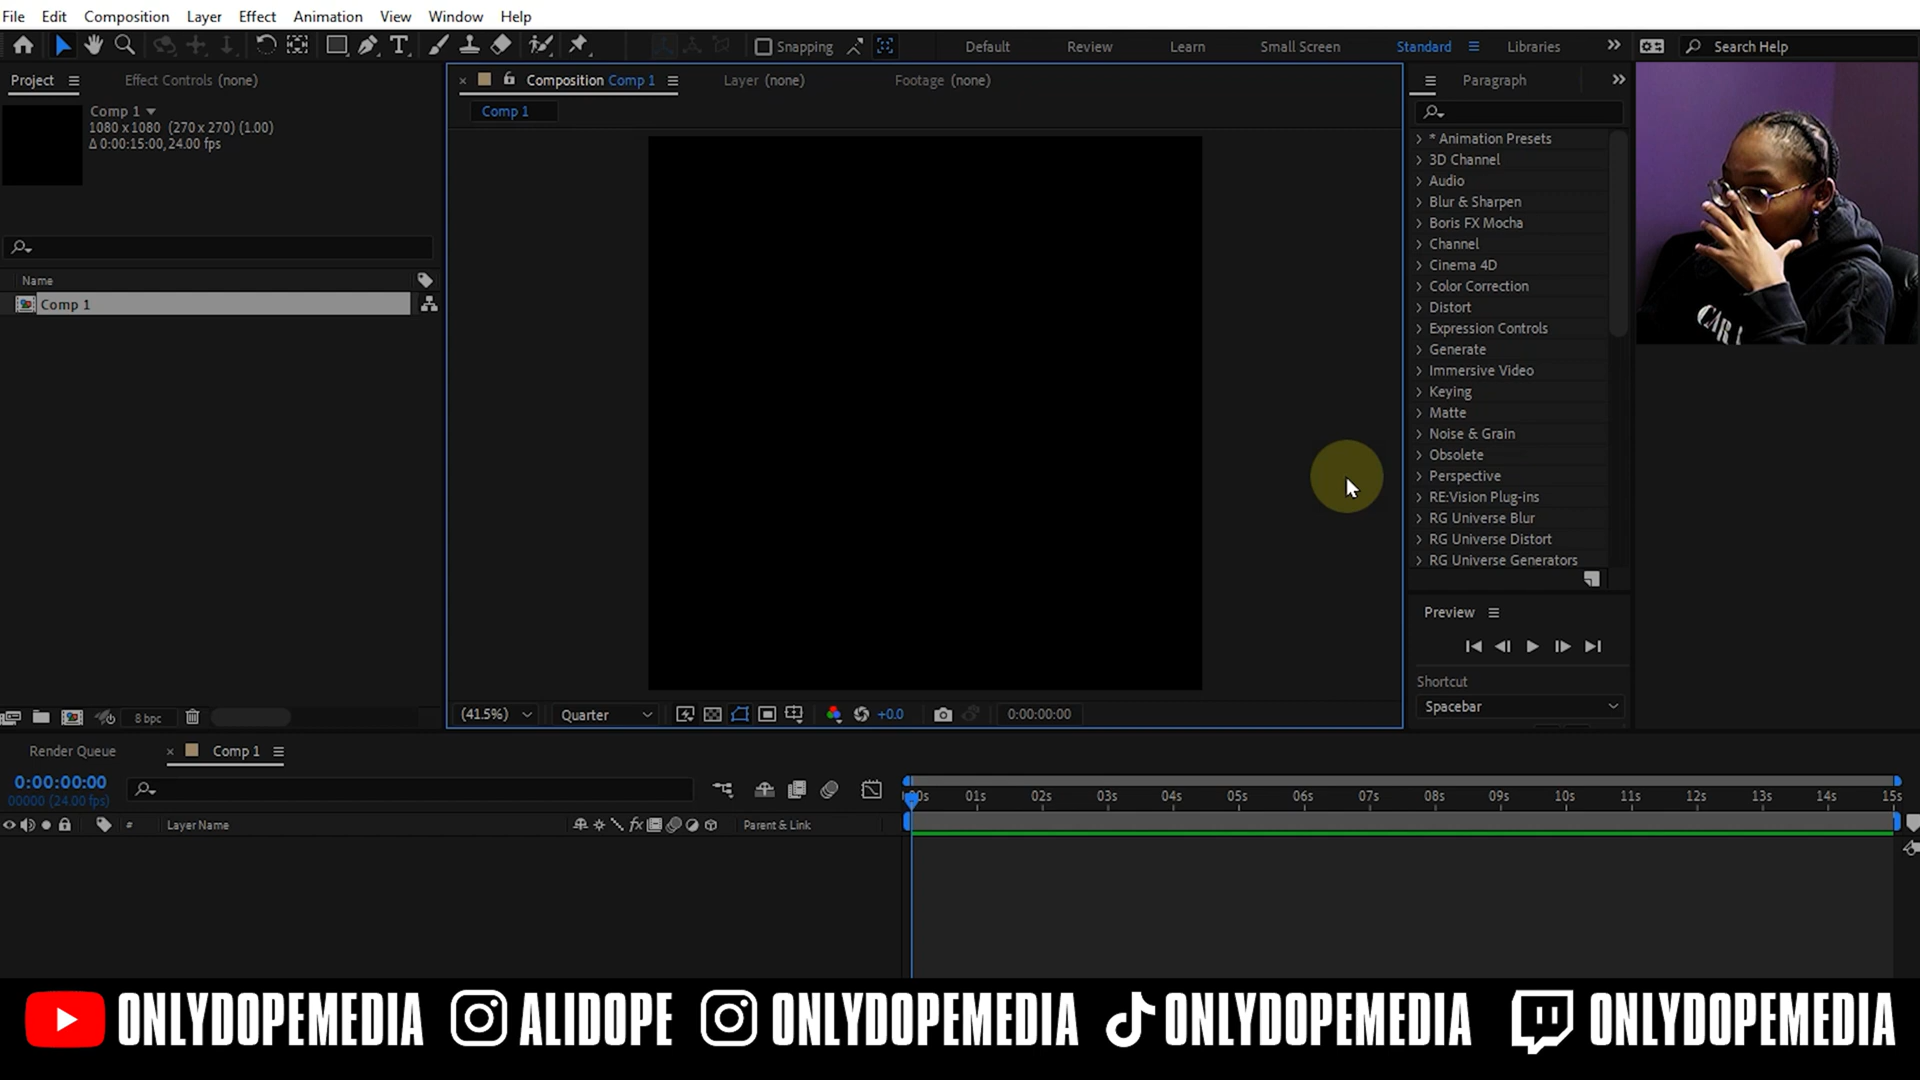 File Edit Composition Layer Effect Animation View Window Help
Snapping Default Review Learn Small Screen Standard Libraries Search Help
Project Effect Controls (none)
Comp 1
1080 x 1080 (270 x 270) (1.00)
Δ 0:00:15:00, 24.00 fps
Name
Comp 1
8 bpc
Composition Comp 1 Layer (none) Footage (none)
Comp 1
(41.5%) Quarter +0.0 0:00:00:00
Paragraph
* Animation Presets
3D Channel
Audio
Blur & Sharpen
Boris FX Mocha
Channel
Cinema 4D
Color Correction
Distort
Expression Controls
Generate
Immersive Video
Keying
Matte
Noise & Grain
Obsolete
Perspective
RE:Vision Plug-ins
RG Universe Blur
RG Universe Distort
RG Universe Generators
Preview
Shortcut
Spacebar
Render Queue Comp 1
0:00:00:00
00000 (24.00 fps)
# Layer Name fx Parent & Link
01s 02s 03s 04s 05s 06s 07s 08s 09s 10s 11s 12s 13s 14s 15s
ONLYDOPEMEDIA ALIDOPE ONLYDOPEMEDIA ONLYDOPEMEDIA ONLYDOPEMEDIA